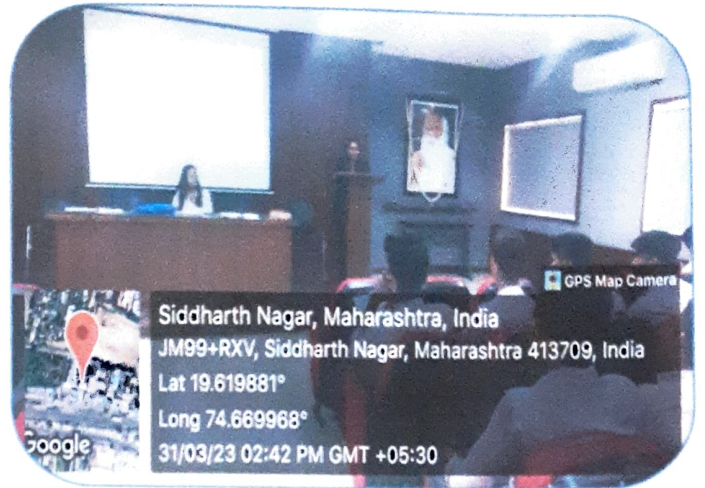 GPS Map Camera
Siddharth Nagar, Maharashtra, India
JM99+RXV, Siddharth Nagar, Maharashtra 413709, India
Lat 19.619881°
Long 74.669968°
31/03/23 02:42 PM GMT +05:30
Google